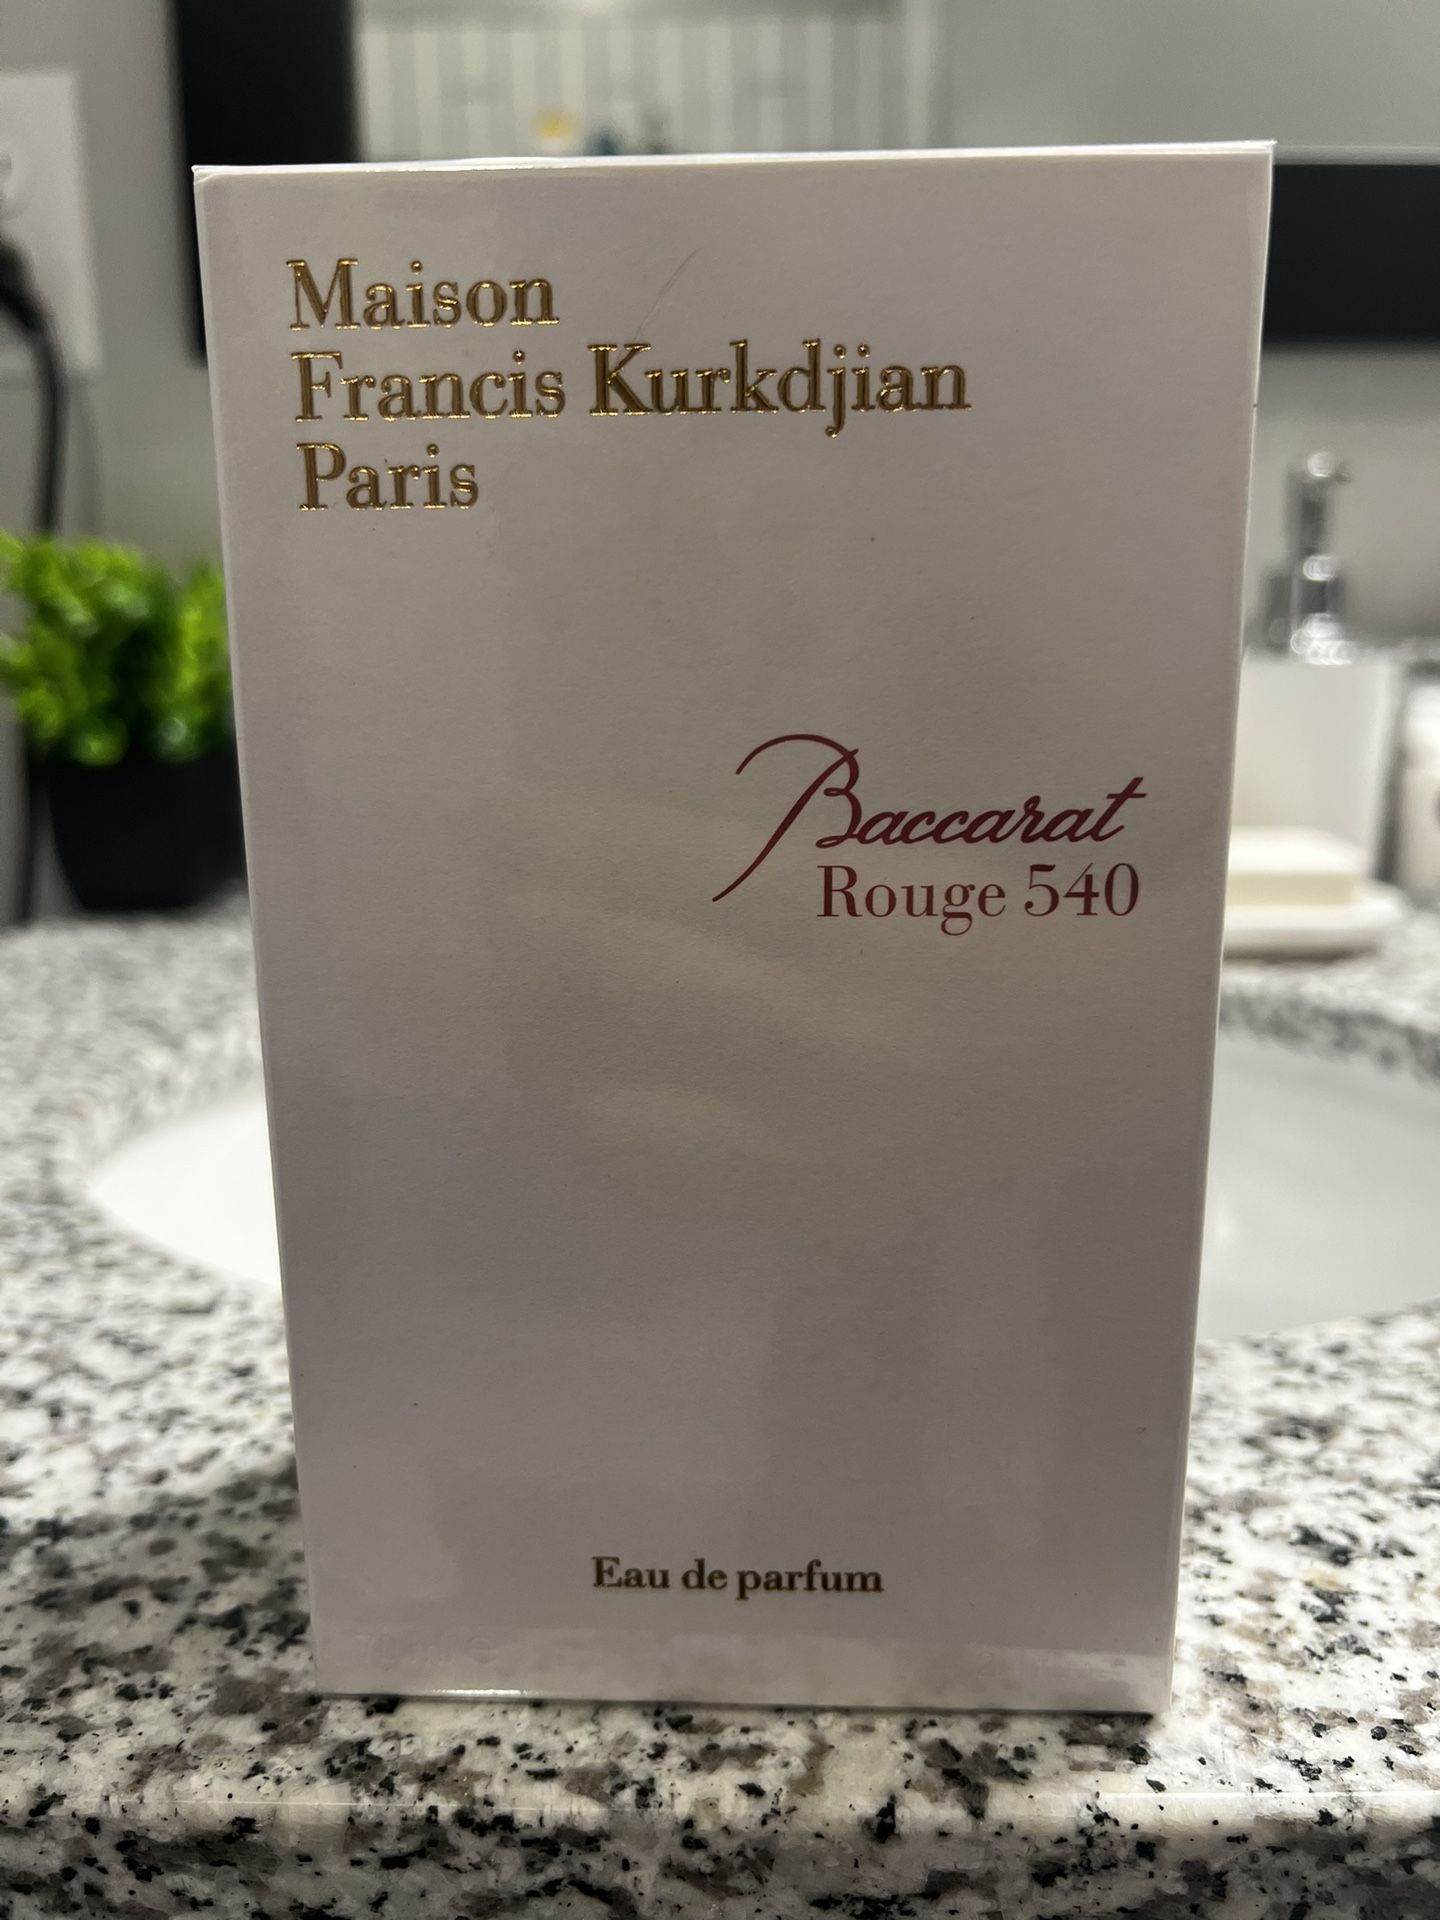 Maison
Francis Kurkdjian
Paris
Baccarat
Rouge 540
Eau de parfum